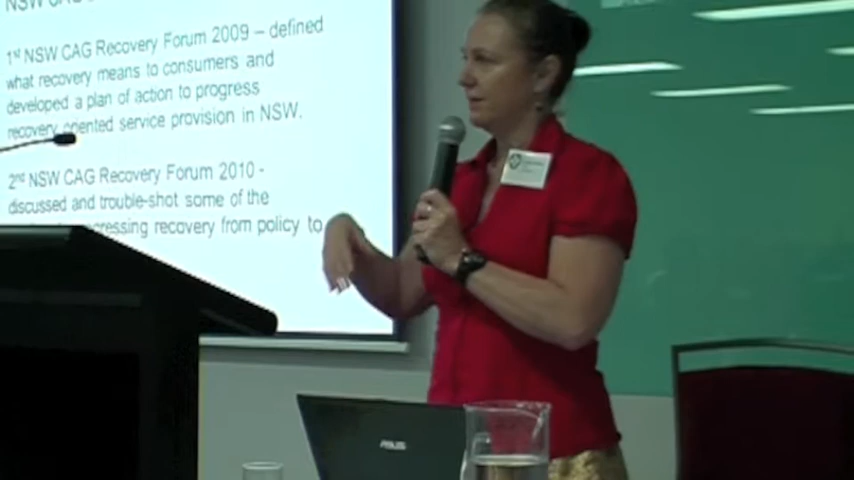 NSW CAG
1st NSW CAG Recovery Forum 2009 – defined
what recovery means to consumers and
developed a plan of action to progress
recovery oriented service provision in NSW.
2nd NSW CAG Recovery Forum 2010 -
discussed and trouble-shot some of the
recovery from policy to
ASUS